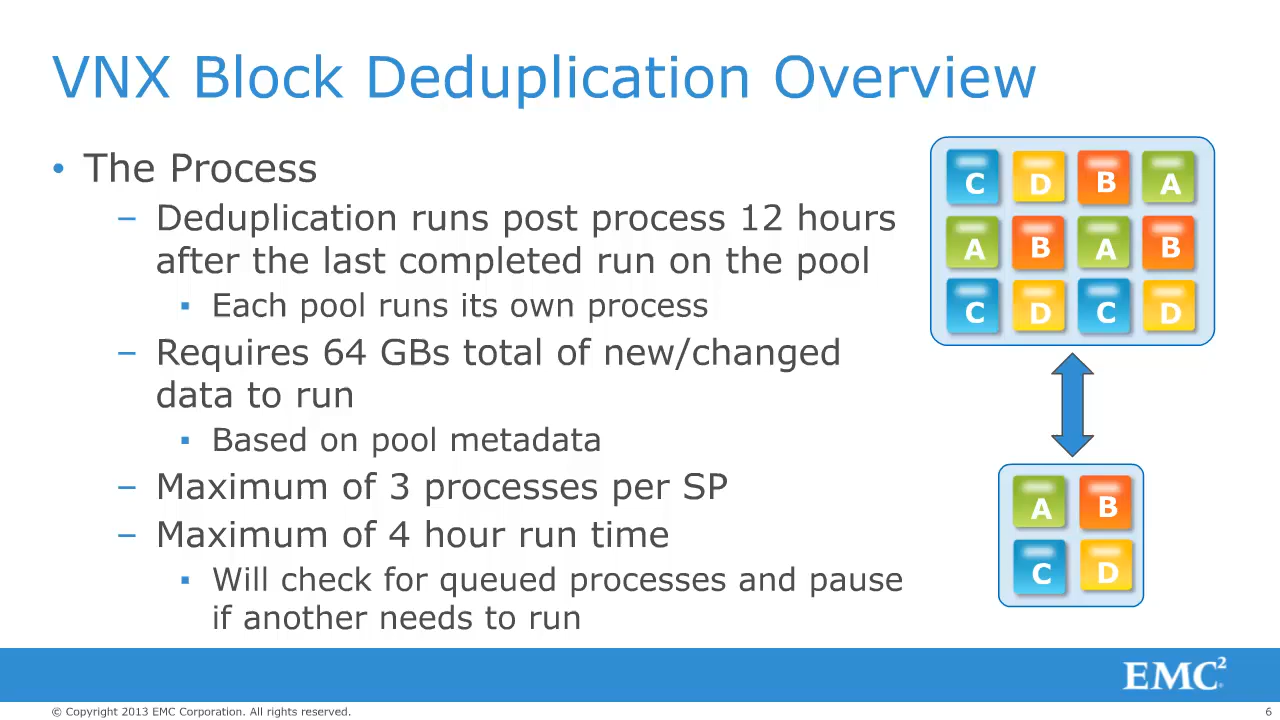 VNX Block Deduplication Overview
• The Process
– Deduplication runs post process 12 hours
after the last completed run on the pool
▪ Each pool runs its own process
– Requires 64 GBs total of new/changed
data to run
▪ Based on pool metadata
– Maximum of 3 processes per SP
– Maximum of 4 hour run time
▪ Will check for queued processes and pause
if another needs to run
C D B A
A B A B
C D C D
A B
C D
EMC²
© Copyright 2013 EMC Corporation. All rights reserved.
6